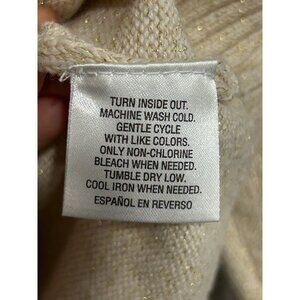 TURN INSIDE OUT.
MACHINE WASH COLD.
GENTLE CYCLE
WITH LIKE COLORS.
ONLY NON-CHLORINE
BLEACH WHEN NEEDED.
TUMBLE DRY LOW.
COOL IRON WHEN NEEDED.
ESPAÑOL EN REVERSO